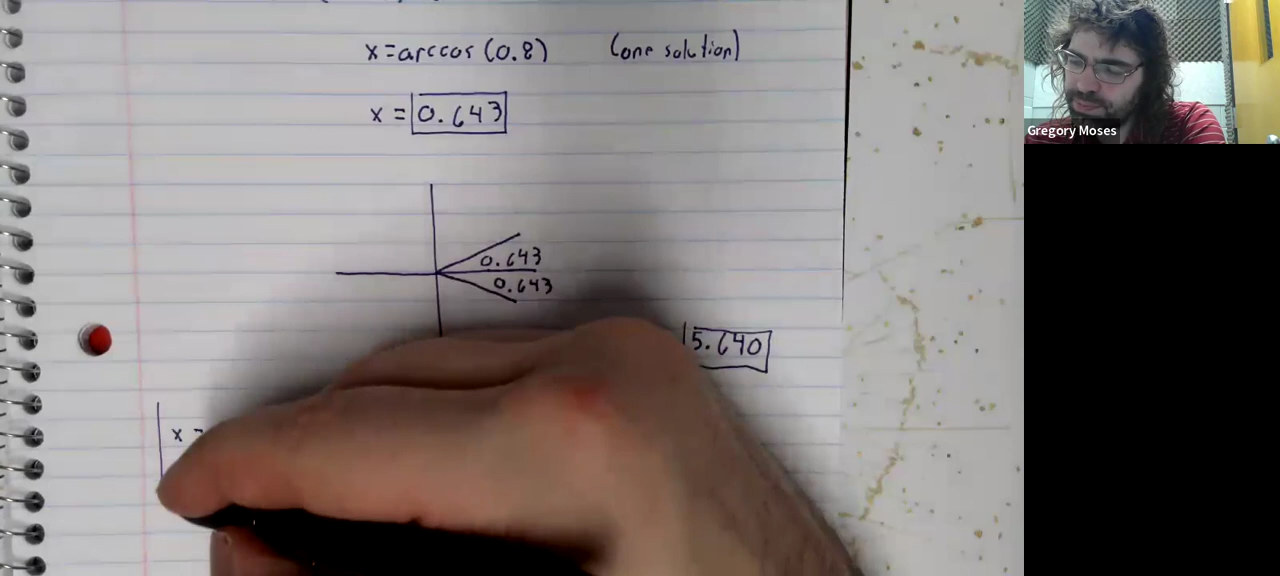 x = arccos (0.8) (one solution)
x = 0.643
Gregory Moses
0.643
0.643
5.640
x =